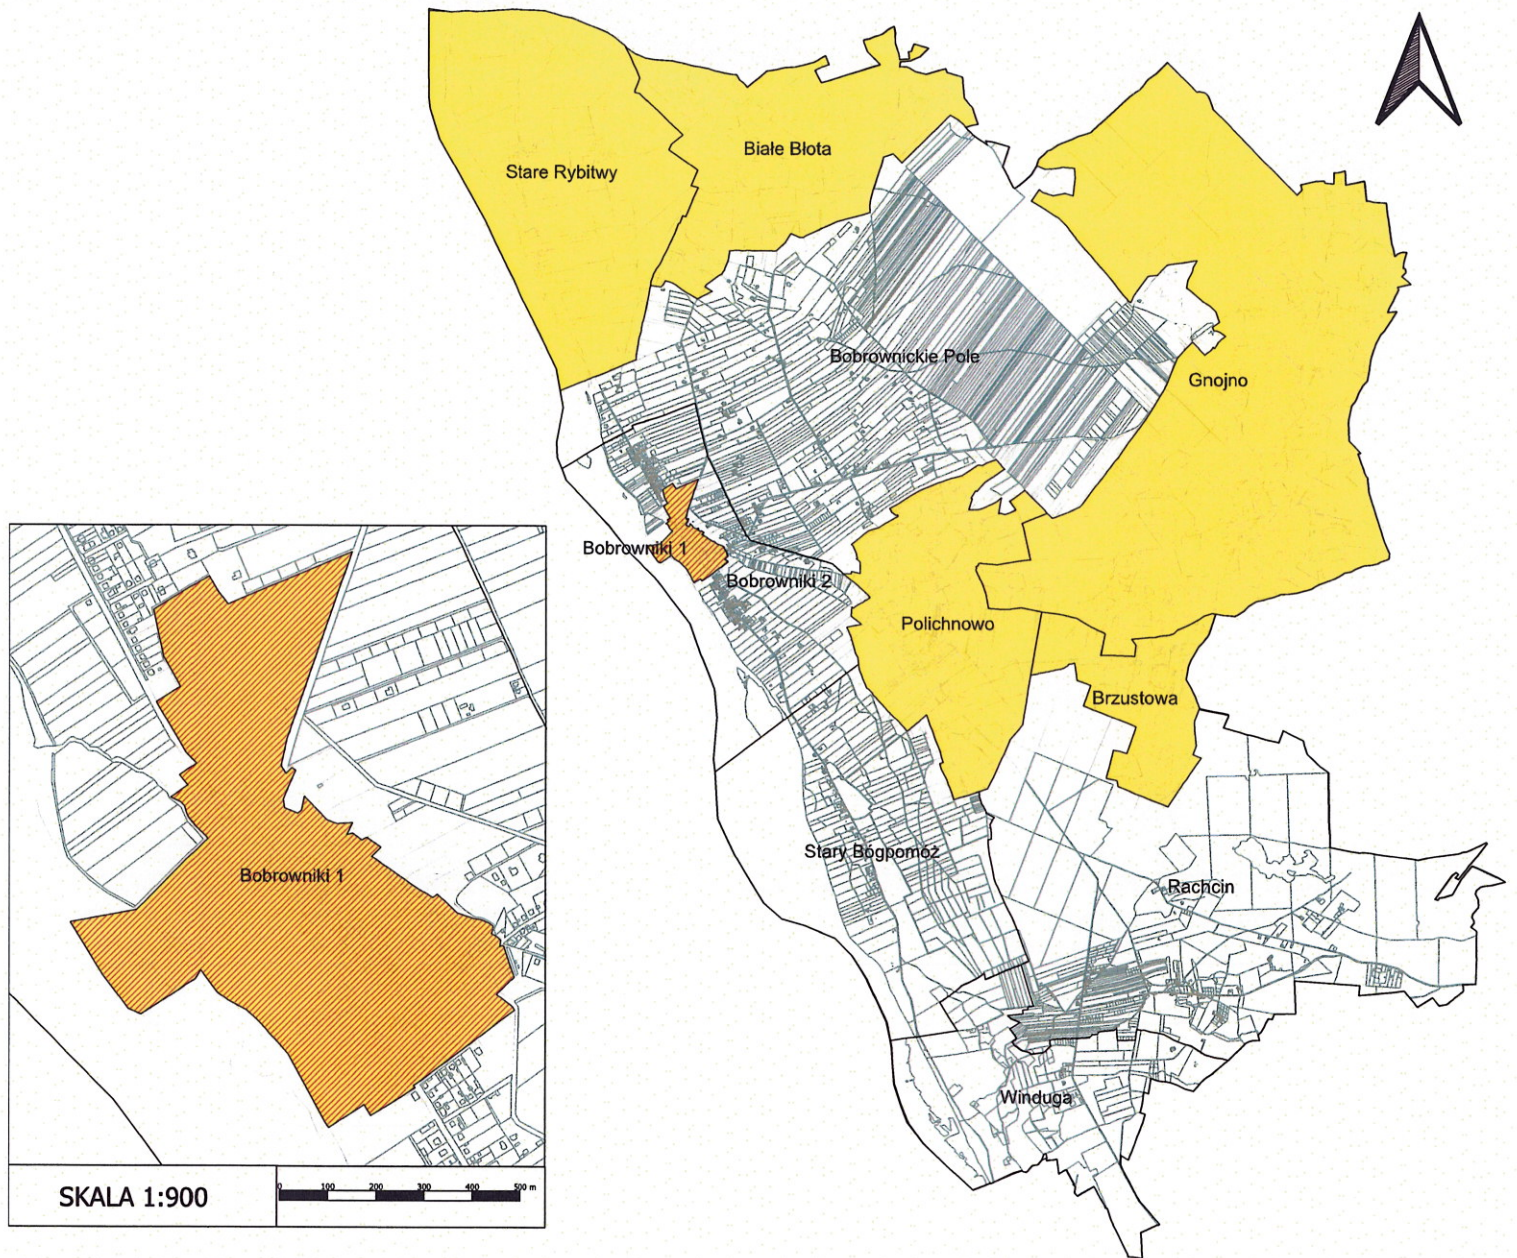 Białe Błota
Stare Rybitwy
Bobrownickie Pole
Gnojno
Bobrowniki 1
Bobrowniki 2
Polichnowo
Brzustowa
Stary Bógpomóż
Rachcin
Winduga
Bobrowniki 1
SKALA 1:900
0 100 200 300 400 500 m